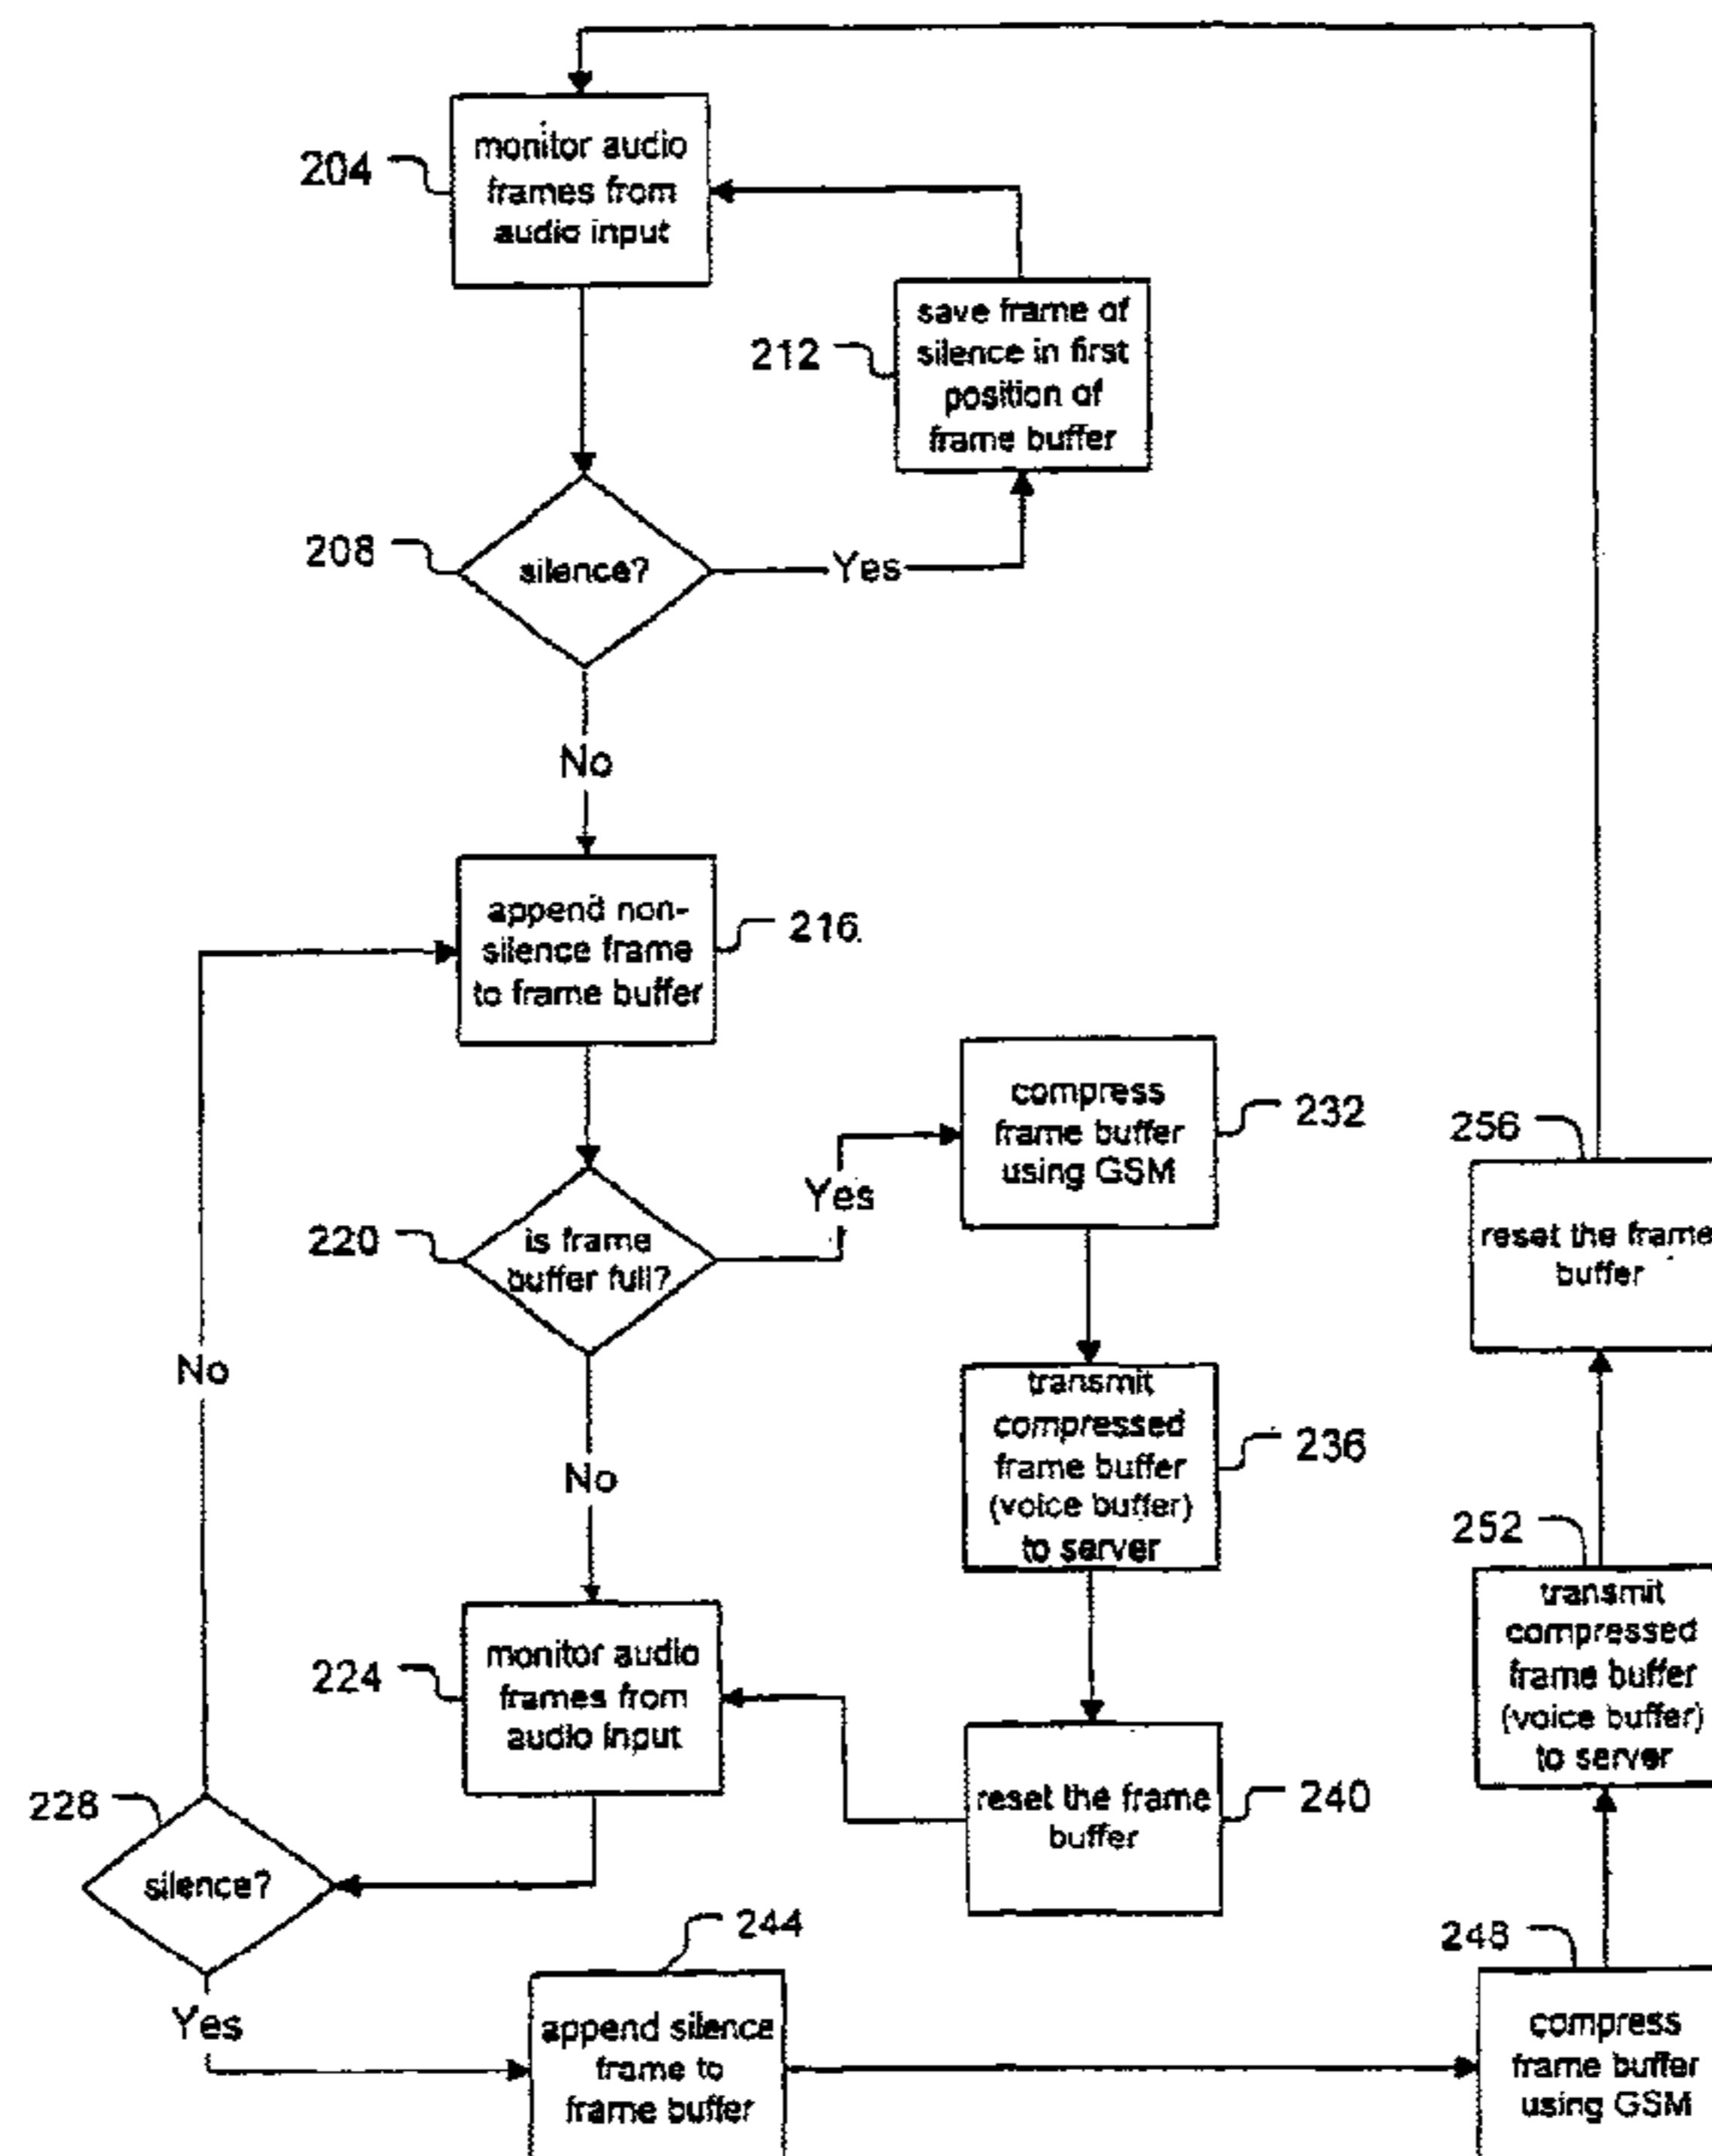 204
monitor audio
frames from
audio input
212
save frame of
silence in first
position of
frame buffer
208
silence?
Yes
No
append non-
silence frame
to frame buffer
216
compress
frame buffer
using GSM
232
256
220
is frame
buffer full?
Yes
reset the frame
buffer
No
transmit
compressed
frame buffer
(voice buffer)
to server
236
No
252
transmit
compressed
frame buffer
(voice buffer)
to server
224
monitor audio
frames from
audio input
228
silence?
reset the frame
buffer
240
244
248
Yes
append silence
frame to
frame buffer
compress
frame buffer
using GSM